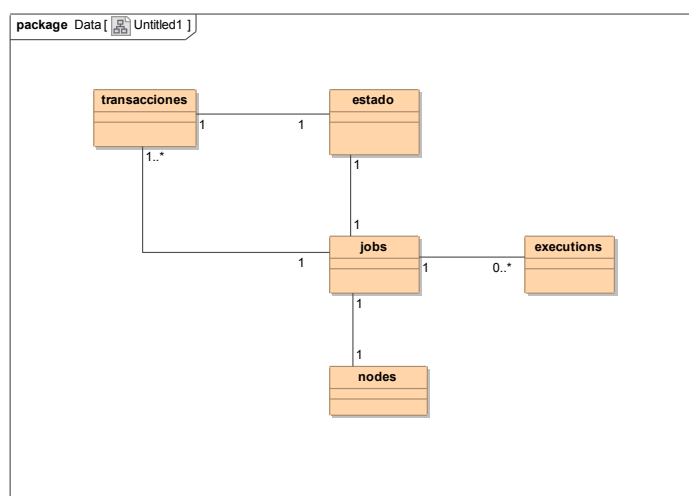 package Data [ Untitled1 ]
transacciones
estado
1
1
1..*
1
1
jobs
executions
1
1
0..*
1
1
nodes